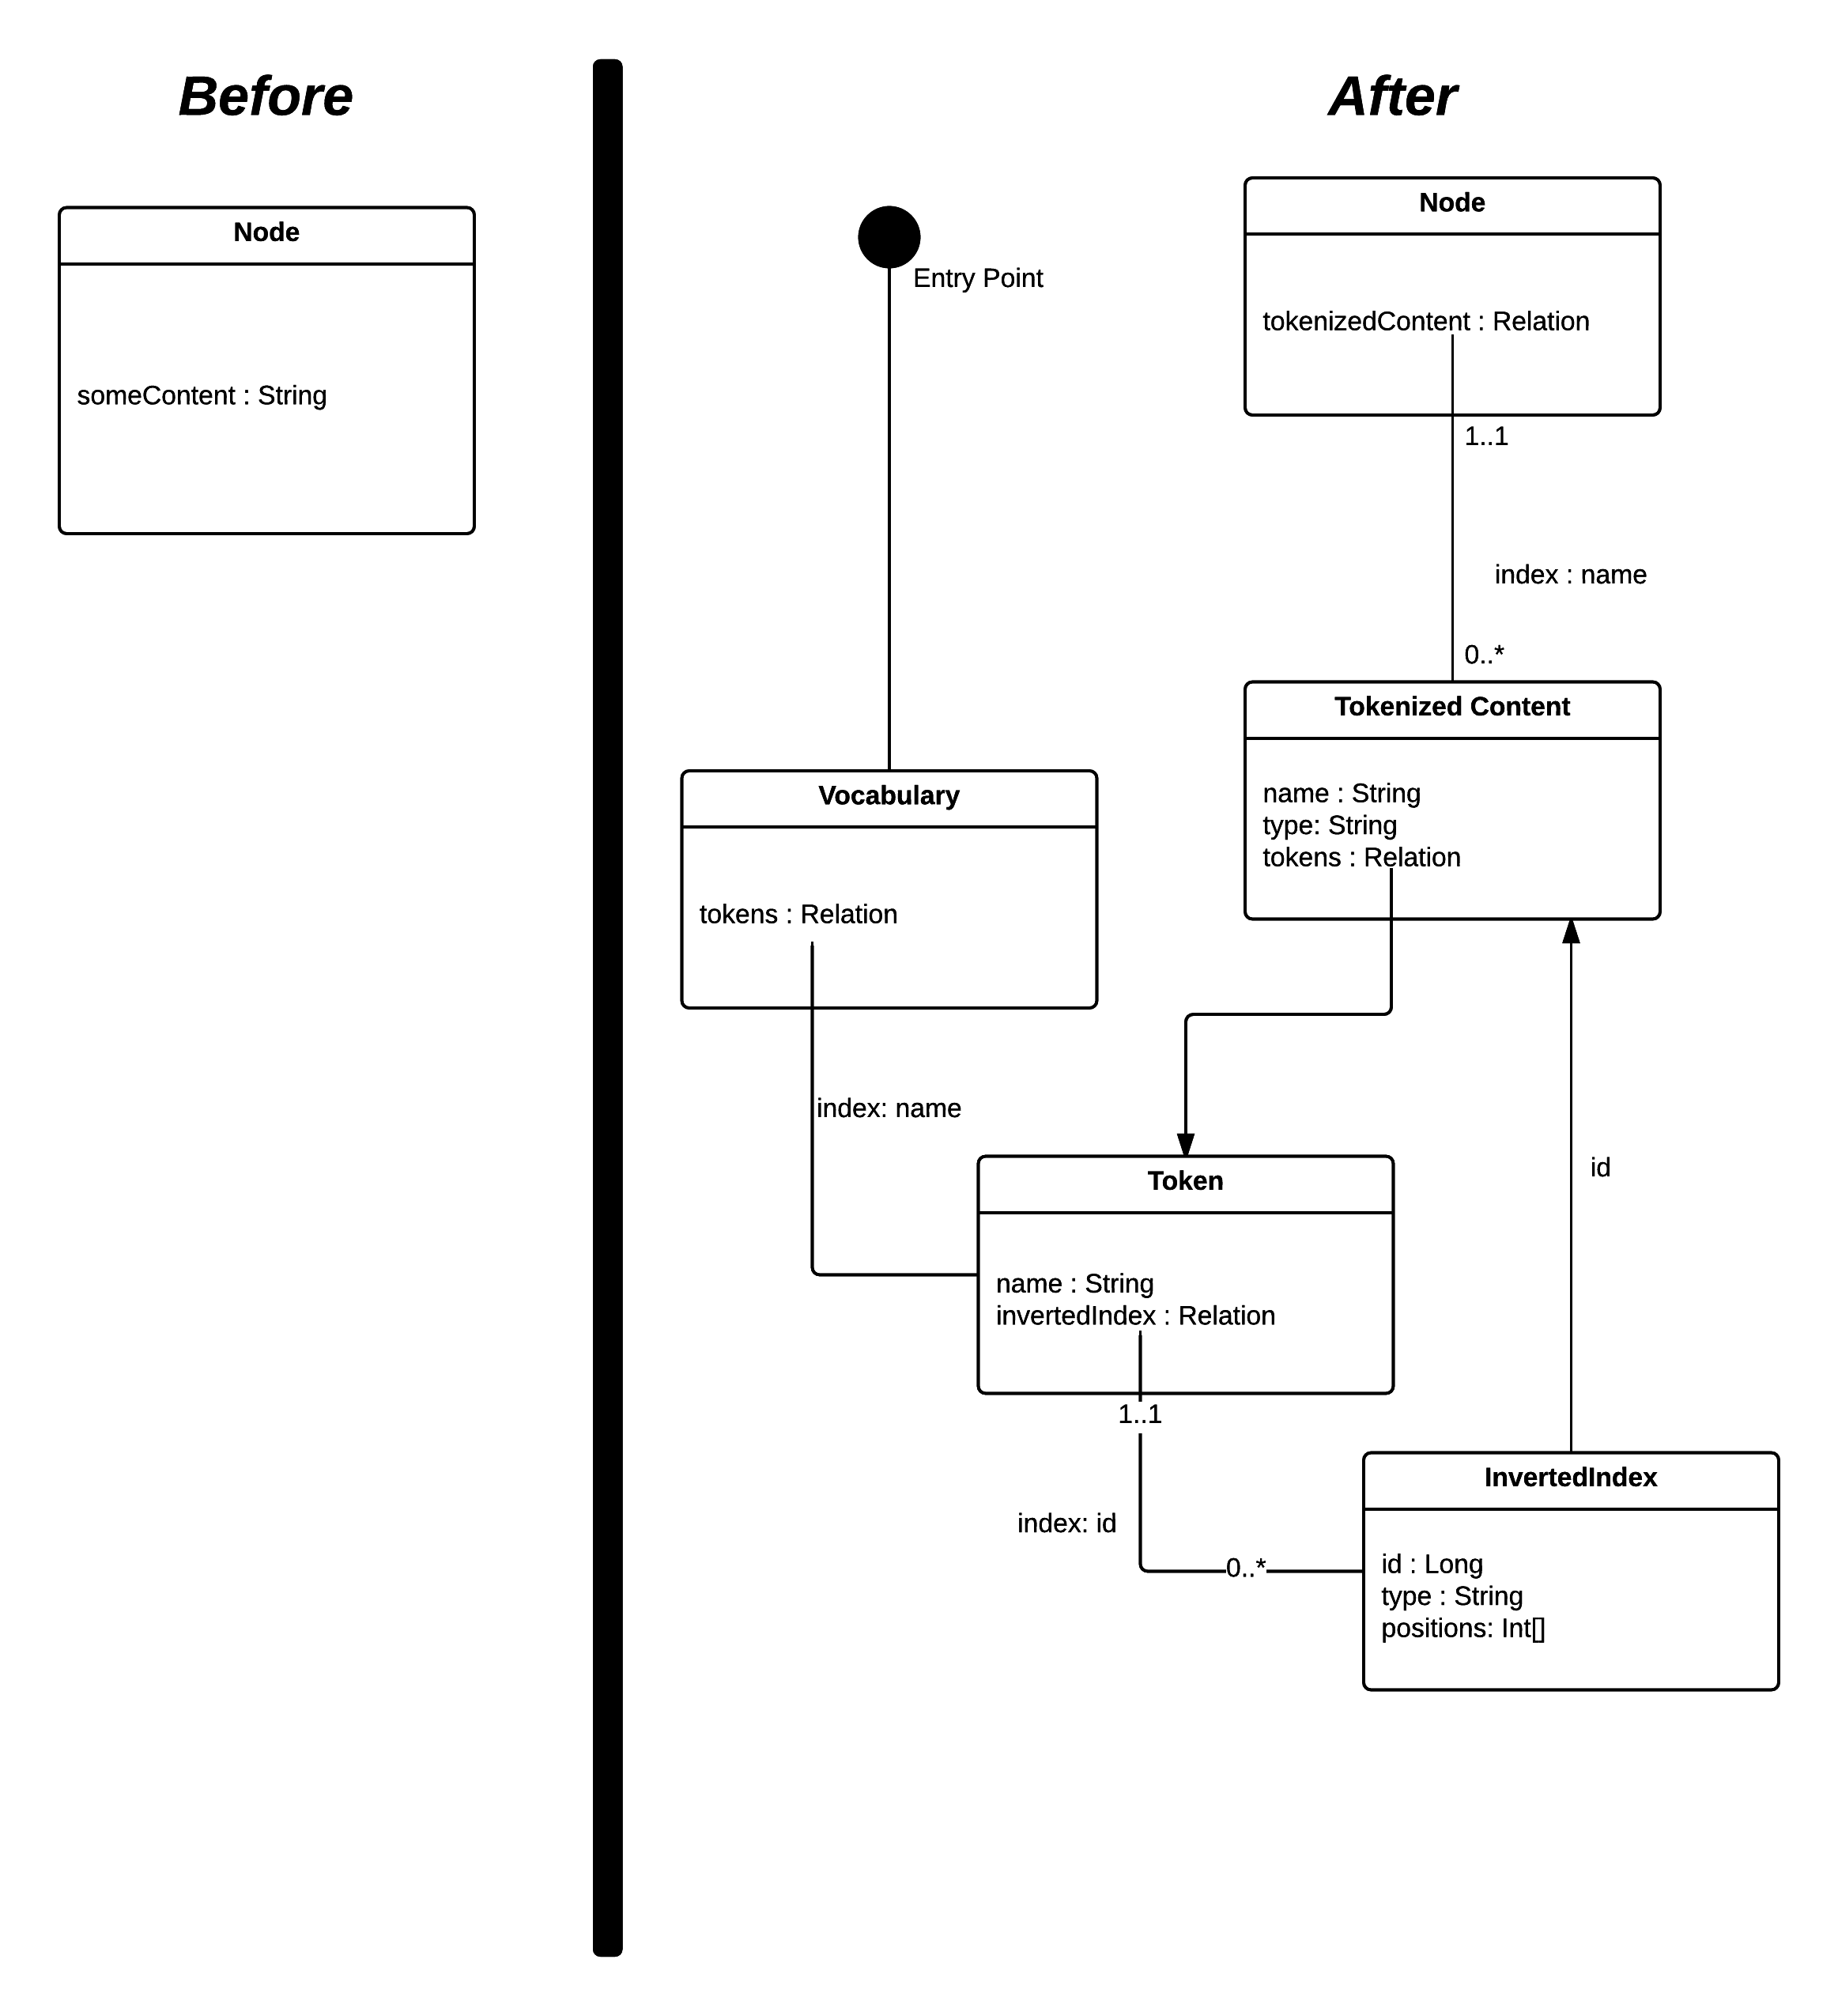 Before
After
Node
someContent : String
Entry Point
Node
tokenizedContent : Relation
1..1
index : name
0..*
Tokenized Content
name : String
type: String
tokens : Relation
Vocabulary
tokens : Relation
index: name
Token
name : String
invertedIndex : Relation
1..1
index: id
0..*
id
InvertedIndex
id : Long
type : String
positions: Int[]